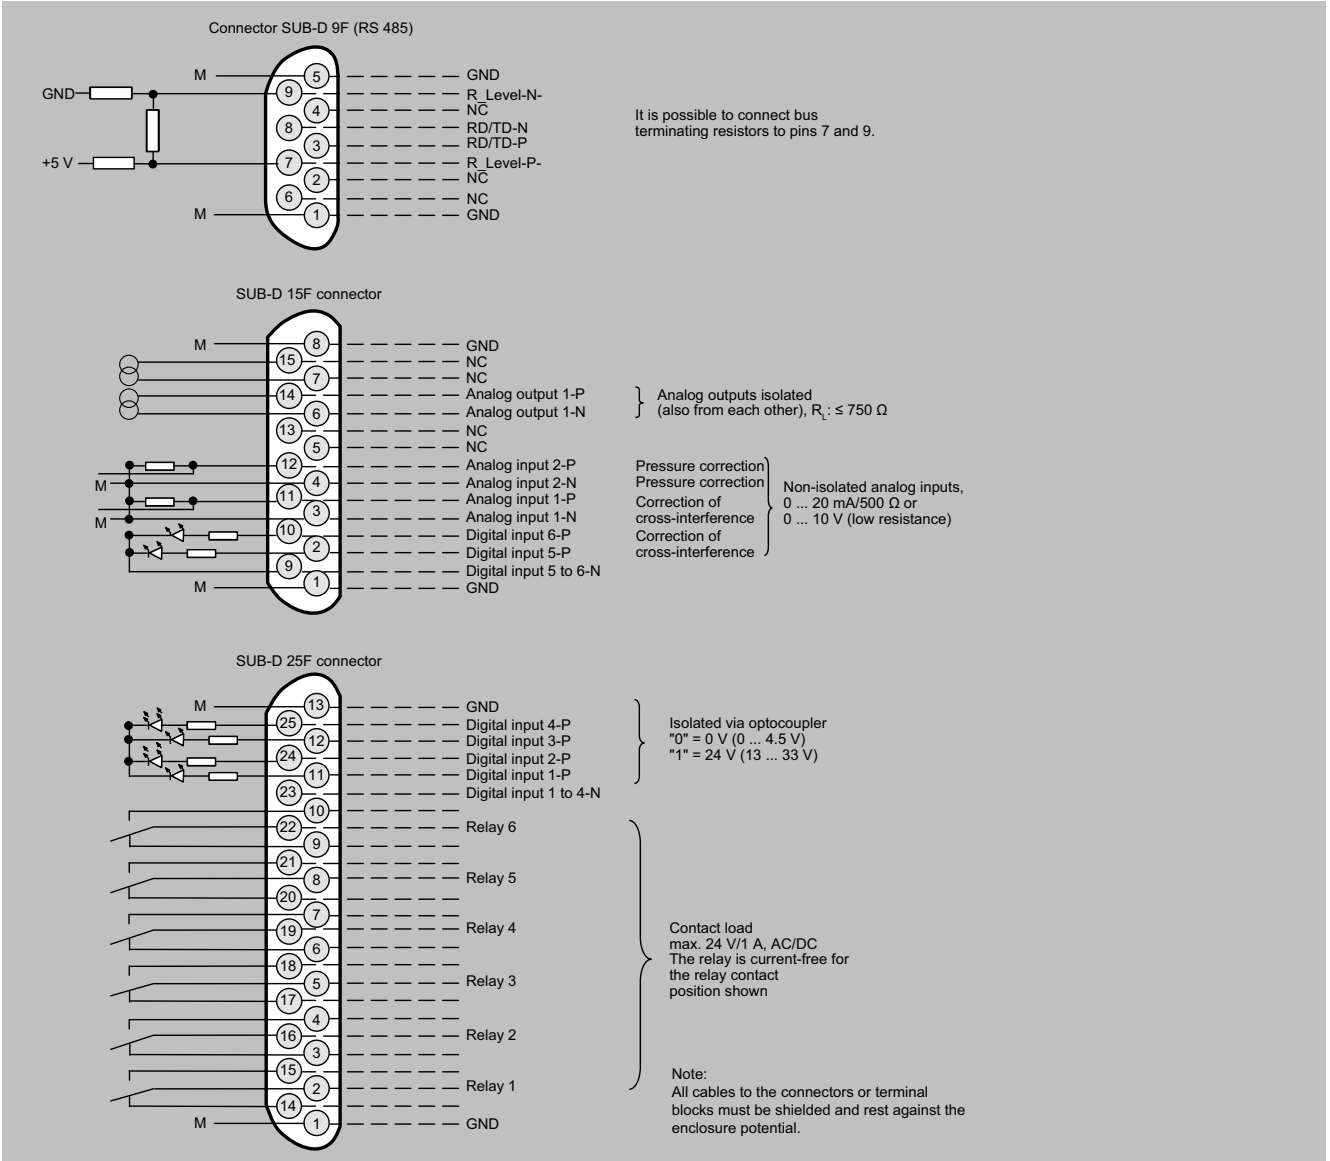 Connector SUB-D 9F (RS 485)
M 5 GND
GND 9 R_Level-N-
4 NC
8 RD/TD-N
3 RD/TD-P
+5 V 7 R_Level-P-
2 NC
6 NC
M 1 GND
It is possible to connect bus
terminating resistors to pins 7 and 9.
SUB-D 15F connector
M 8 GND
15 NC
7 NC
14 Analog output 1-P
6 Analog output 1-N
13 NC
5 NC
12 Analog input 2-P
M 4 Analog input 2-N
11 Analog input 1-P
M 3 Analog input 1-N
10 Digital input 6-P
2 Digital input 5-P
9 Digital input 5 to 6-N
M 1 GND
Analog outputs isolated
(also from each other), RL: ≤ 750 Ω
Pressure correction
Pressure correction
Correction of
cross-interference
Correction of
cross-interference
Non-isolated analog inputs,
0 ... 20 mA/500 Ω or
0 ... 10 V (low resistance)
SUB-D 25F connector
M 13 GND
25 Digital input 4-P
12 Digital input 3-P
24 Digital input 2-P
11 Digital input 1-P
23 Digital input 1 to 4-N
10
22 Relay 6
9
21
8 Relay 5
20
7
19 Relay 4
6
18
5 Relay 3
17
4
16 Relay 2
3
15
2 Relay 1
14
M 1 GND
Isolated via optocoupler
"0" = 0 V (0 ... 4.5 V)
"1" = 24 V (13 ... 33 V)
Contact load
max. 24 V/1 A, AC/DC
The relay is current-free for
the relay contact
position shown
Note:
All cables to the connectors or terminal
blocks must be shielded and rest against the
enclosure potential.